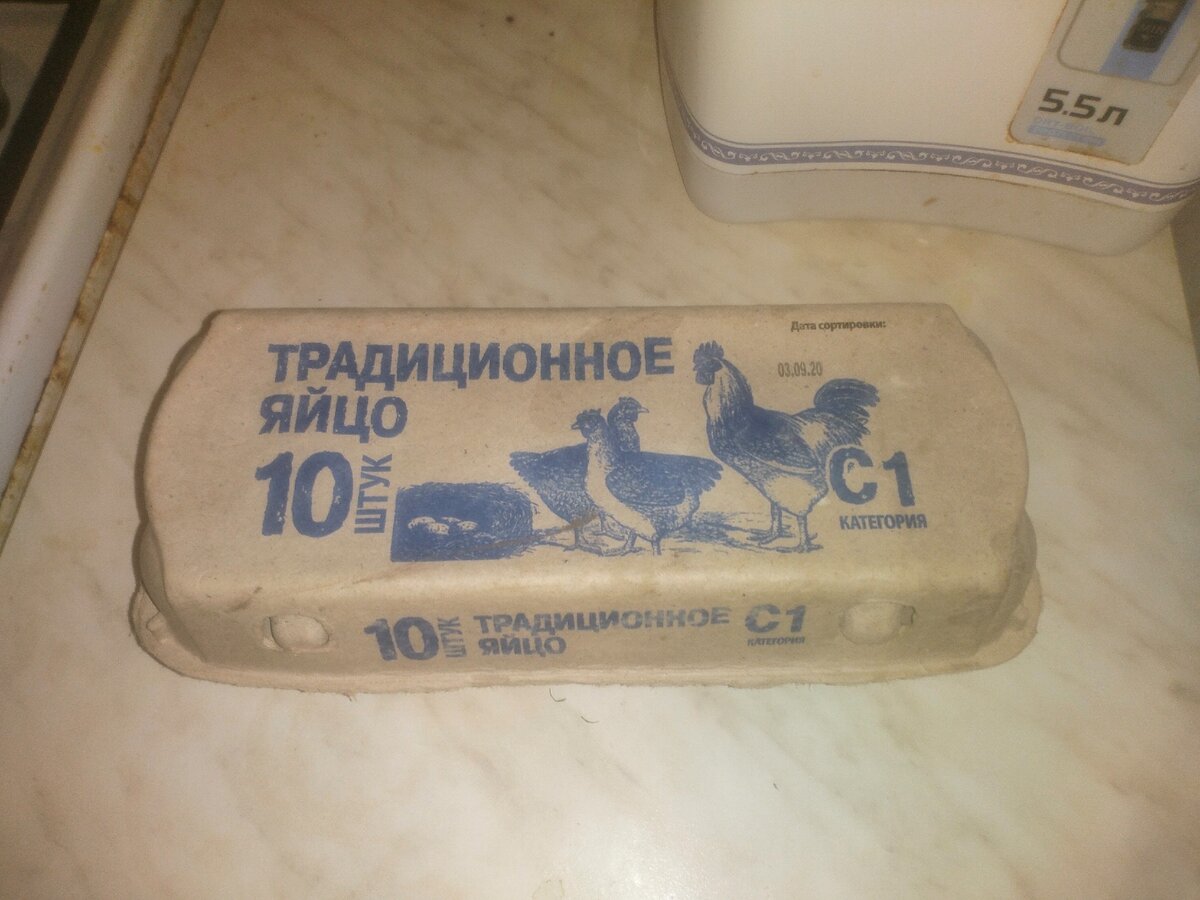 5.5л
Дата сортировки:
03.09.20
ТРАДИЦИОННОЕ
ЯЙЦО
10 ШТУК
С1
КАТЕГОРИЯ
10 ШТУК ТРАДИЦИОННОЕ ЯЙЦО С1 КАТЕГОРИЯ